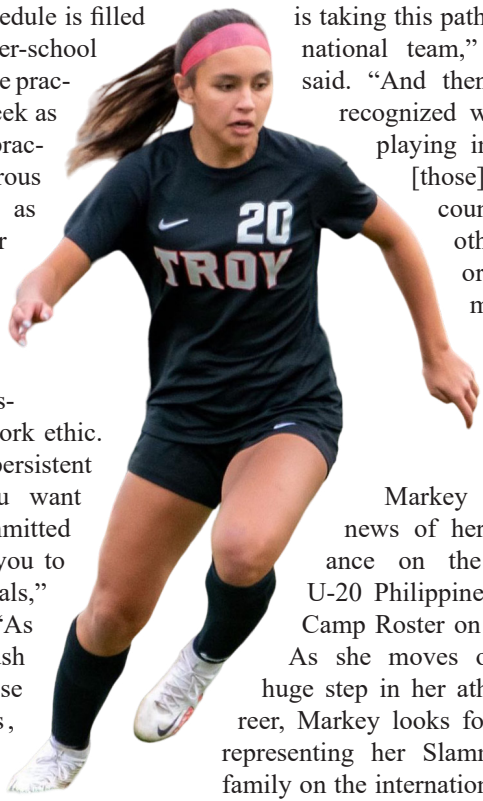 edule is filled
er-school
e prac-
eek as
prac-
rous
as
r
s-
ork ethic.
persistent
u want
mmitted
you to
als,”
“As
ash
se
s,
20
TROY
is taking this path
national team,”
said. “And then
recognized w
playing in
[those]
coun
oth
or
m
Markey
news of her
ance on the
U-20 Philippine
Camp Roster on
As she moves o
huge step in her ath
reer, Markey looks fo
representing her Slamm
family on the internation